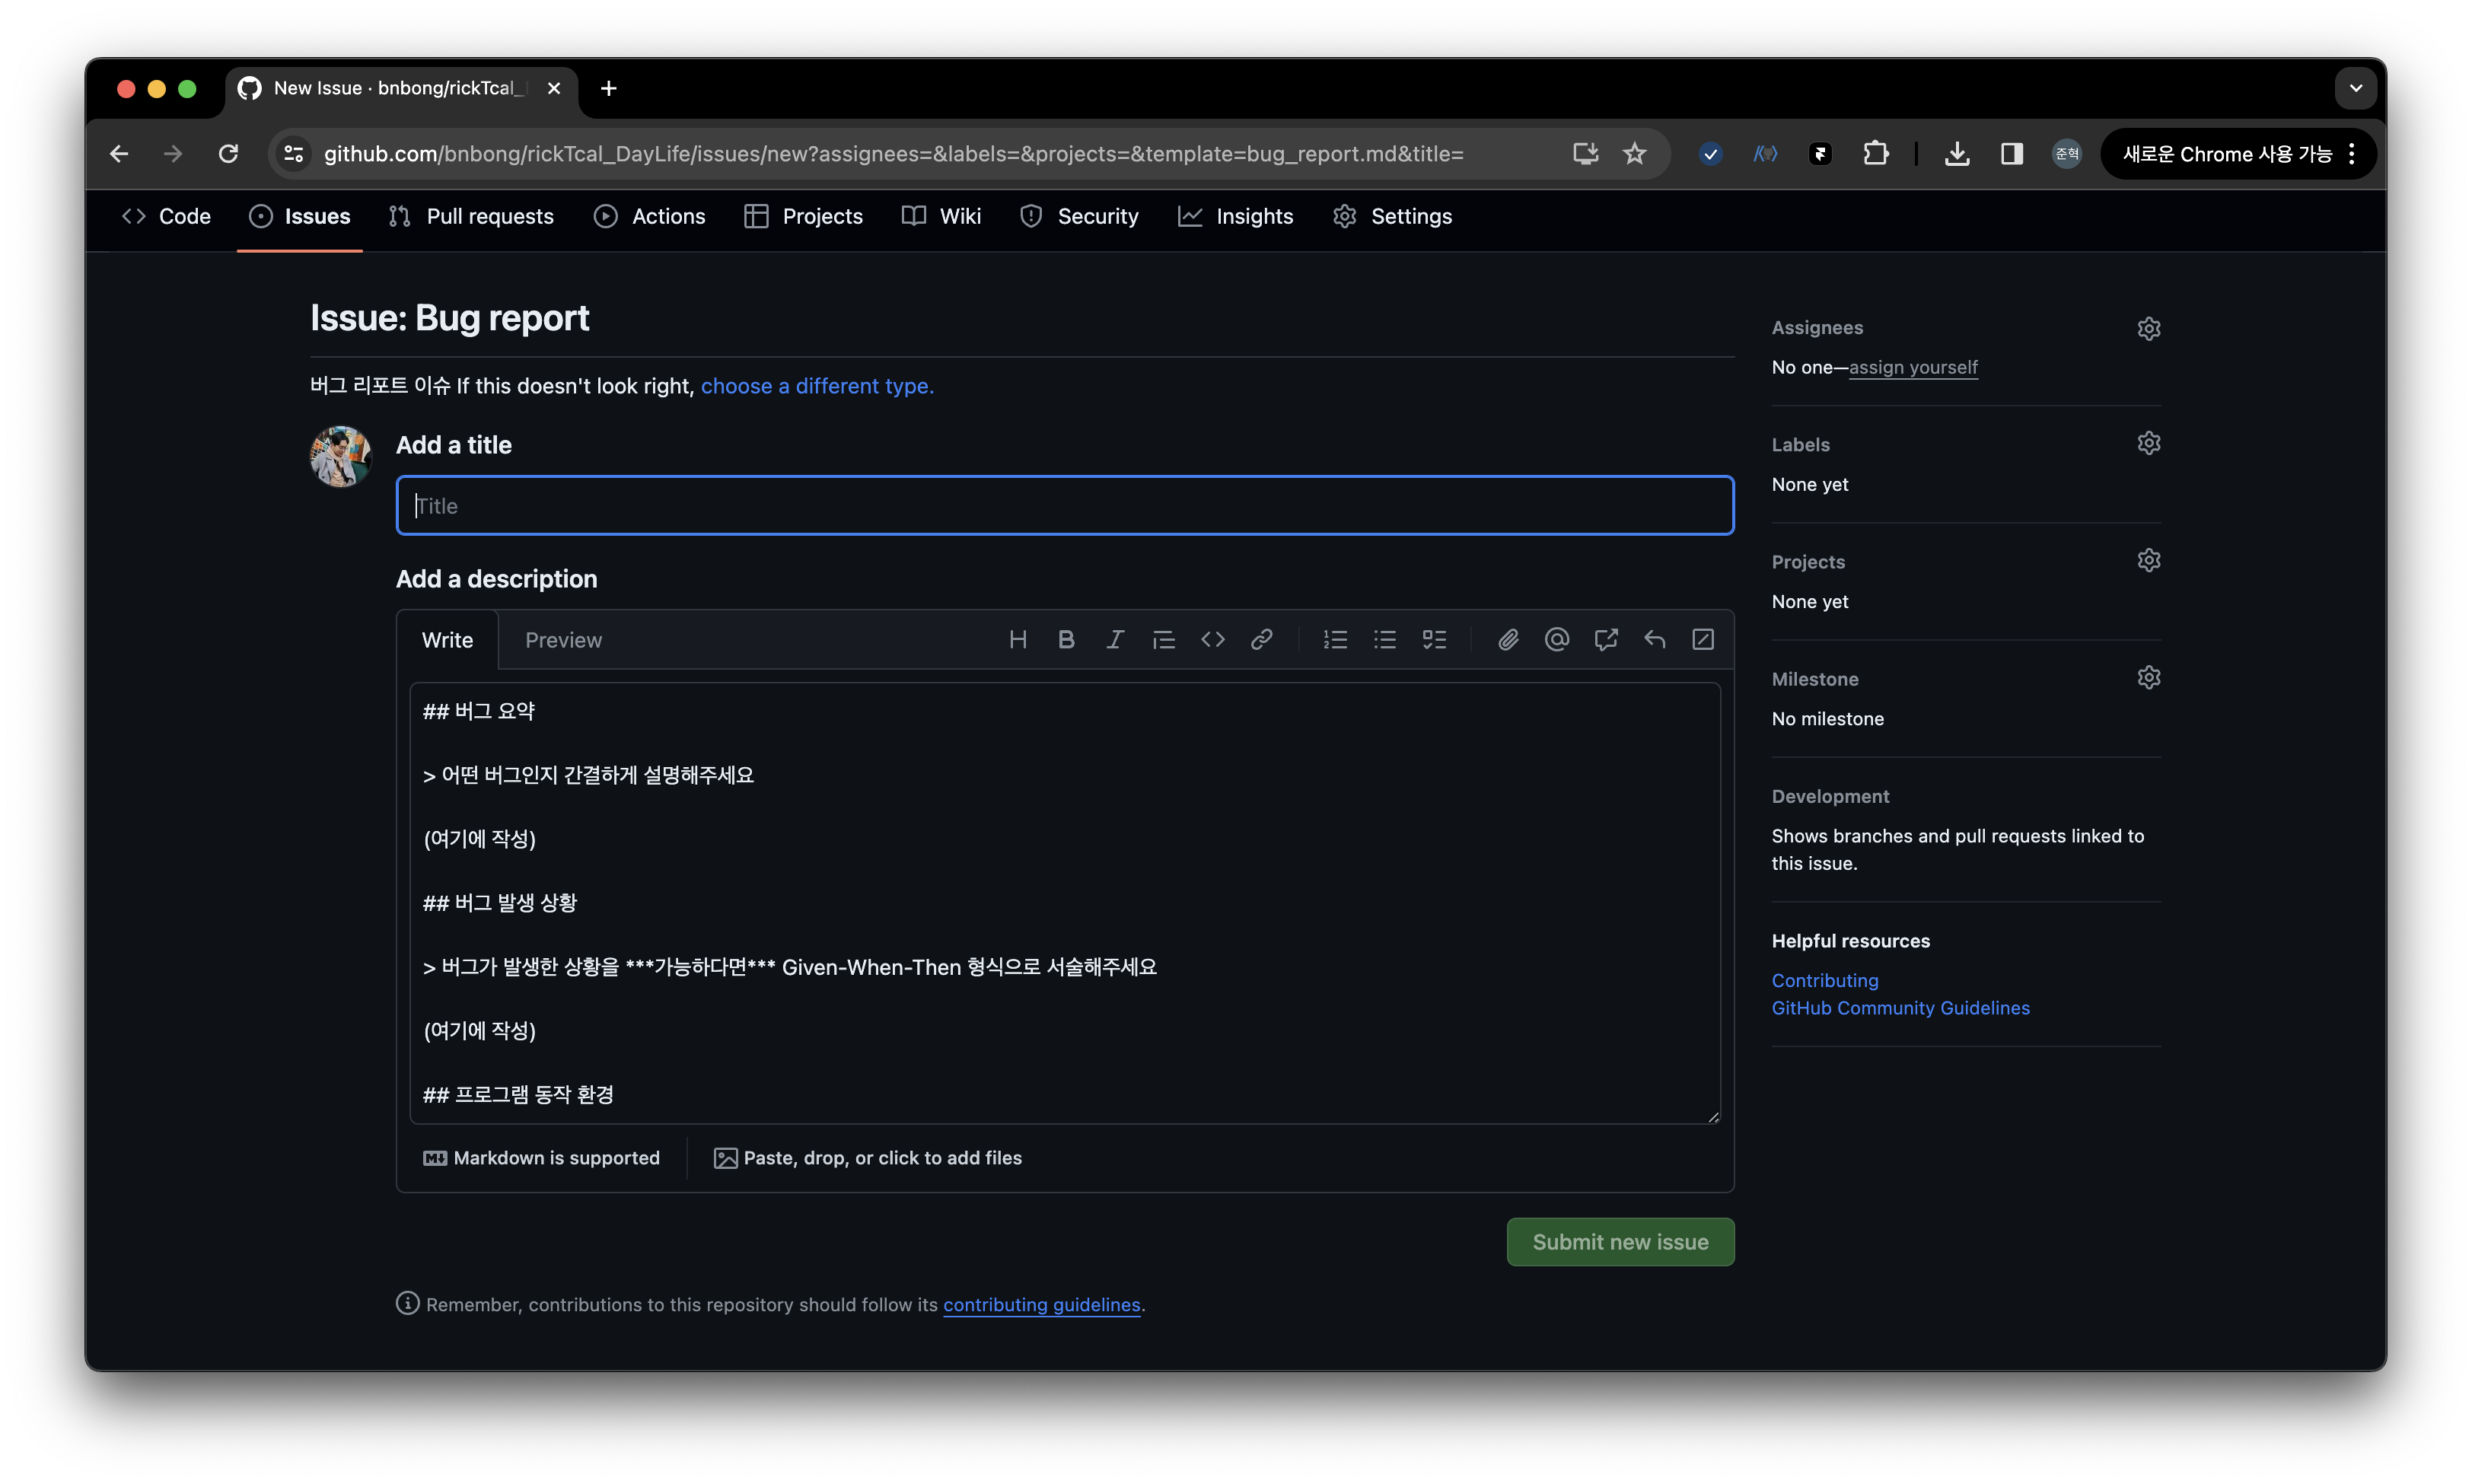 New Issue · bnbong/rickTcal_
github.com/bnbong/rickTcal_DayLife/issues/new?assignees=&labels=&projects=&template=bug_report.md&title=
준혁
새로운 Chrome 사용 가능
Code
Issues
Pull requests
Actions
Projects
Wiki
Security
Insights
Settings
Issue: Bug report
버그 리포트 이슈 If this doesn't look right, choose a different type.
Add a title
Title
Add a description
Write
Preview
## 버그 요약
> 어떤 버그인지 간결하게 설명해주세요
(여기에 작성)
## 버그 발생 상황
> 버그가 발생한 상황을 ***가능하다면*** Given-When-Then 형식으로 서술해주세요
(여기에 작성)
## 프로그램 동작 환경
Markdown is supported
Paste, drop, or click to add files
Submit new issue
Remember, contributions to this repository should follow its contributing guidelines.
Assignees
No one—assign yourself
Labels
None yet
Projects
None yet
Milestone
No milestone
Development
Shows branches and pull requests linked to
this issue.
Helpful resources
Contributing
GitHub Community Guidelines